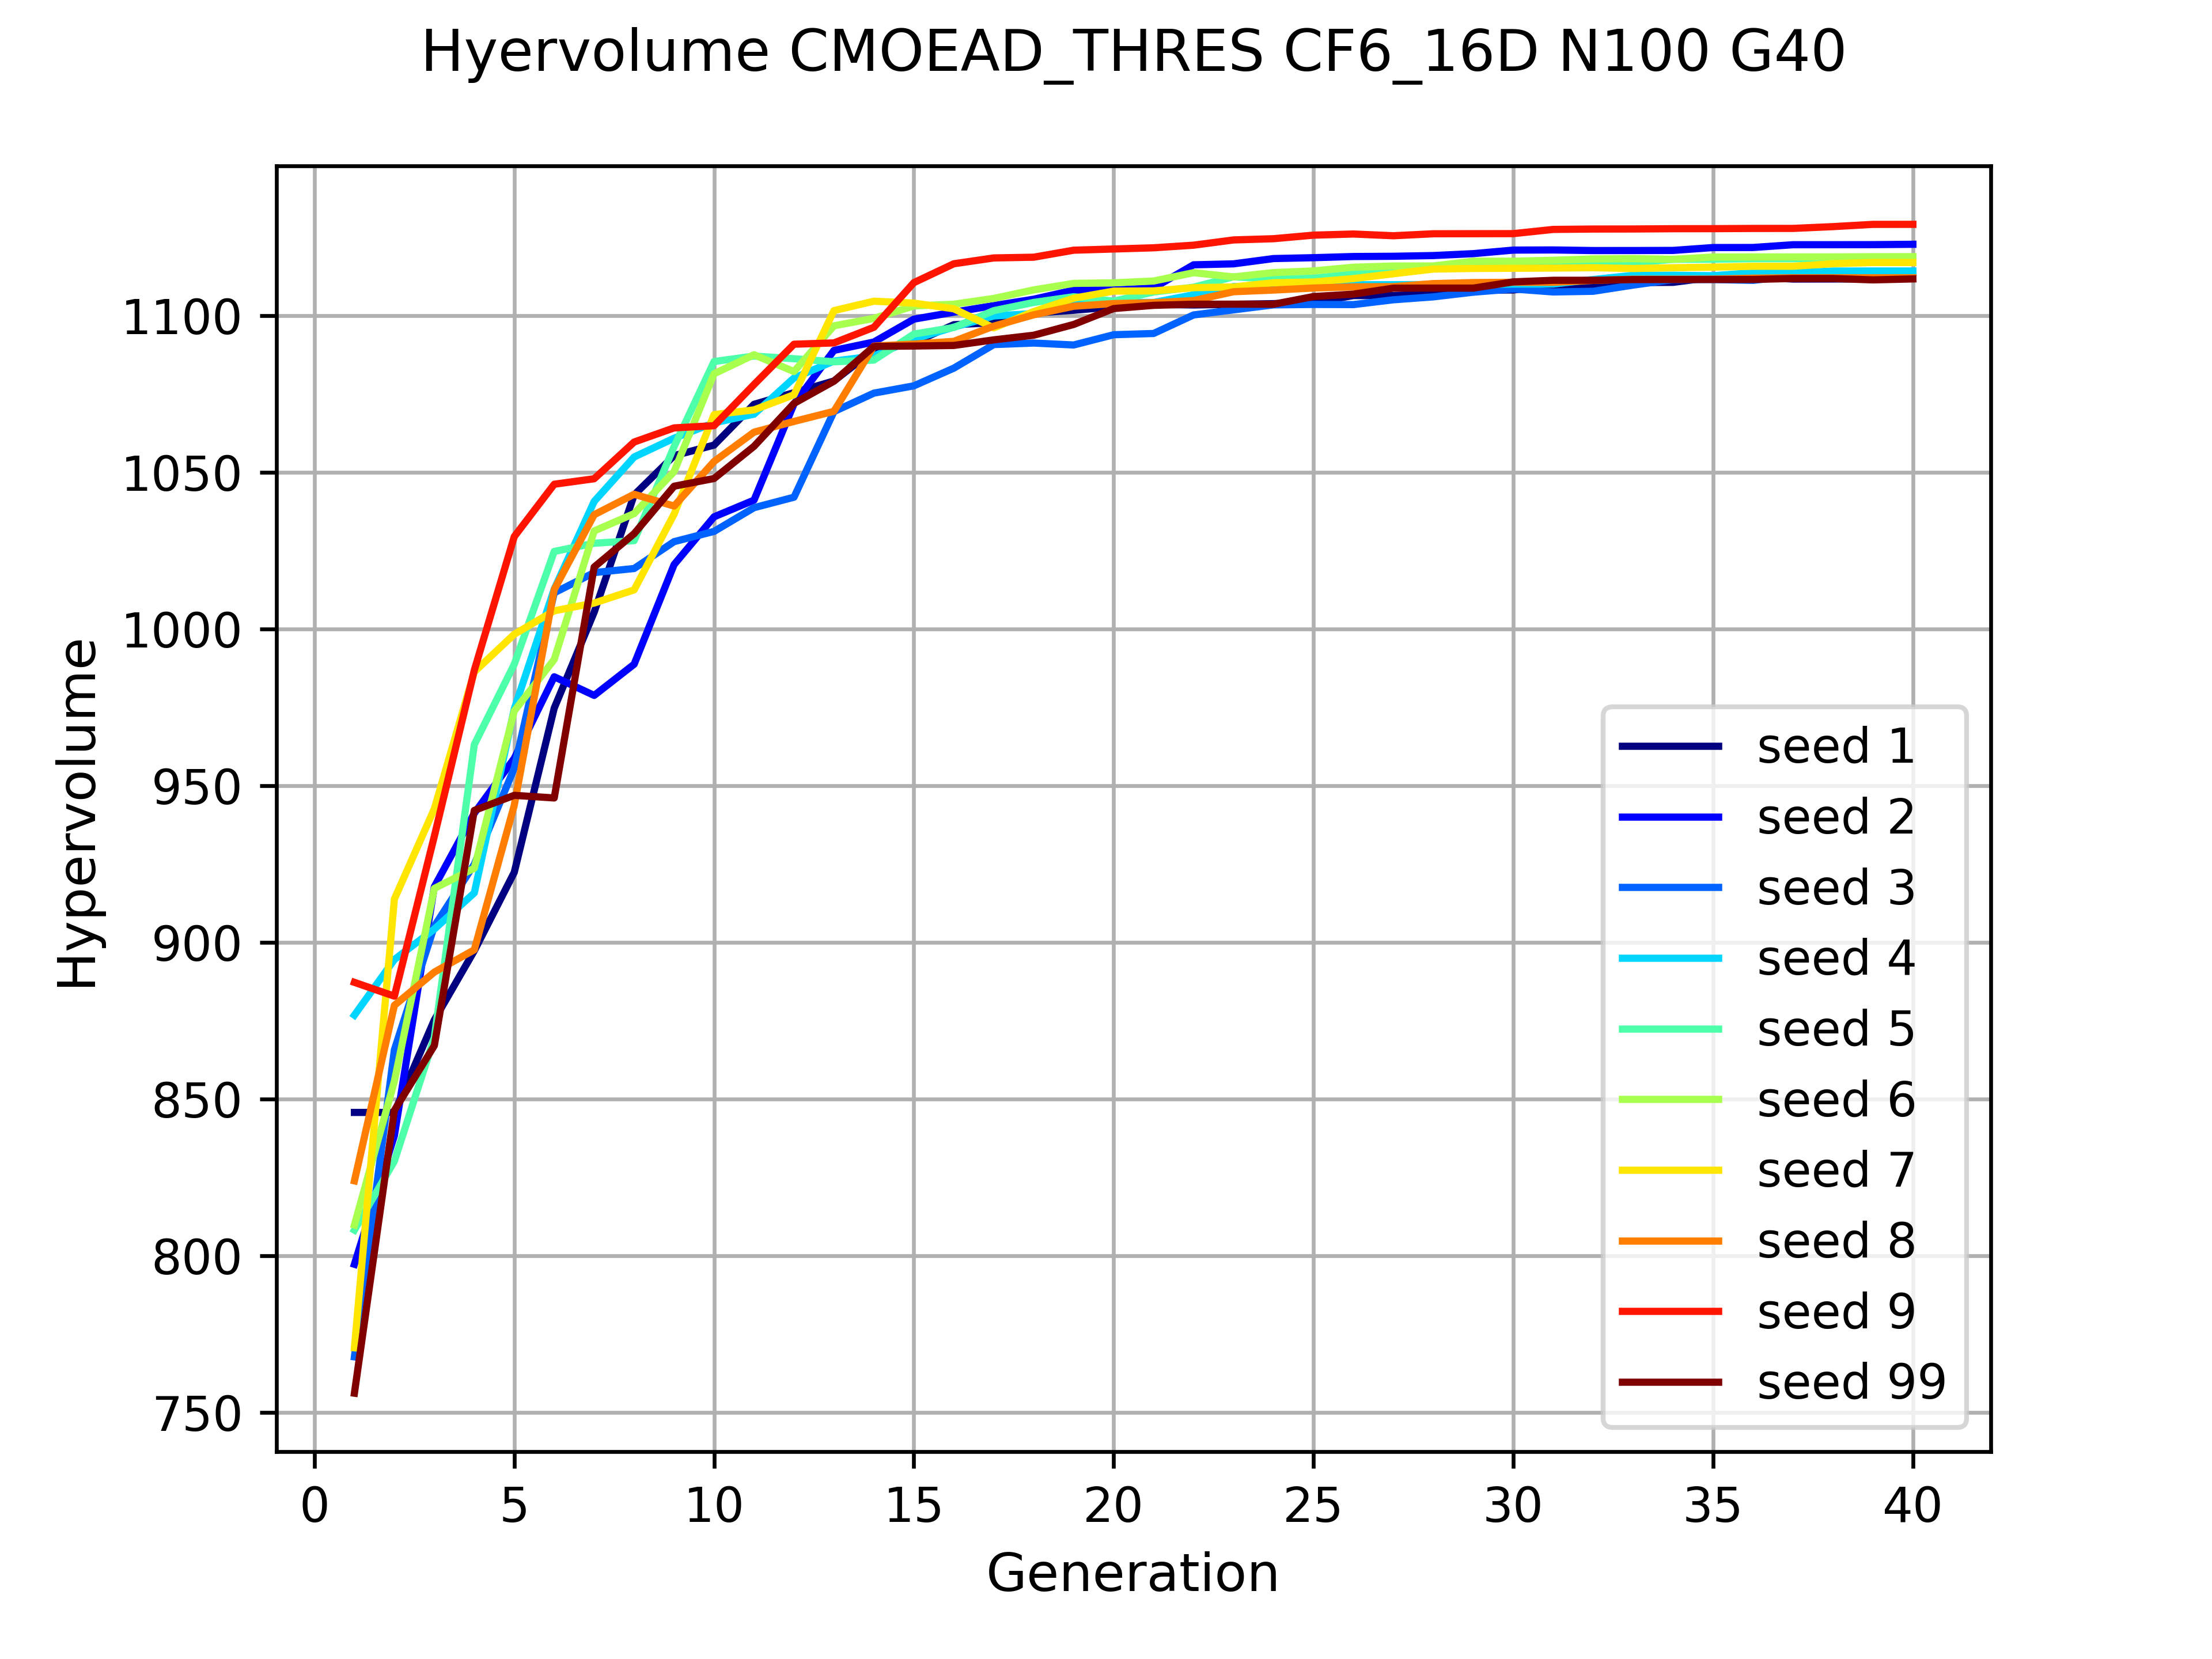 Hyervolume CMOEAD_THRES CF6_16D N100 G40
Hypervolume
1100
1050
1000
950
900
850
800
750
0 5 10 15 20 25 30 35 40
Generation
seed 1
seed 2
seed 3
seed 4
seed 5
seed 6
seed 7
seed 8
seed 9
seed 99